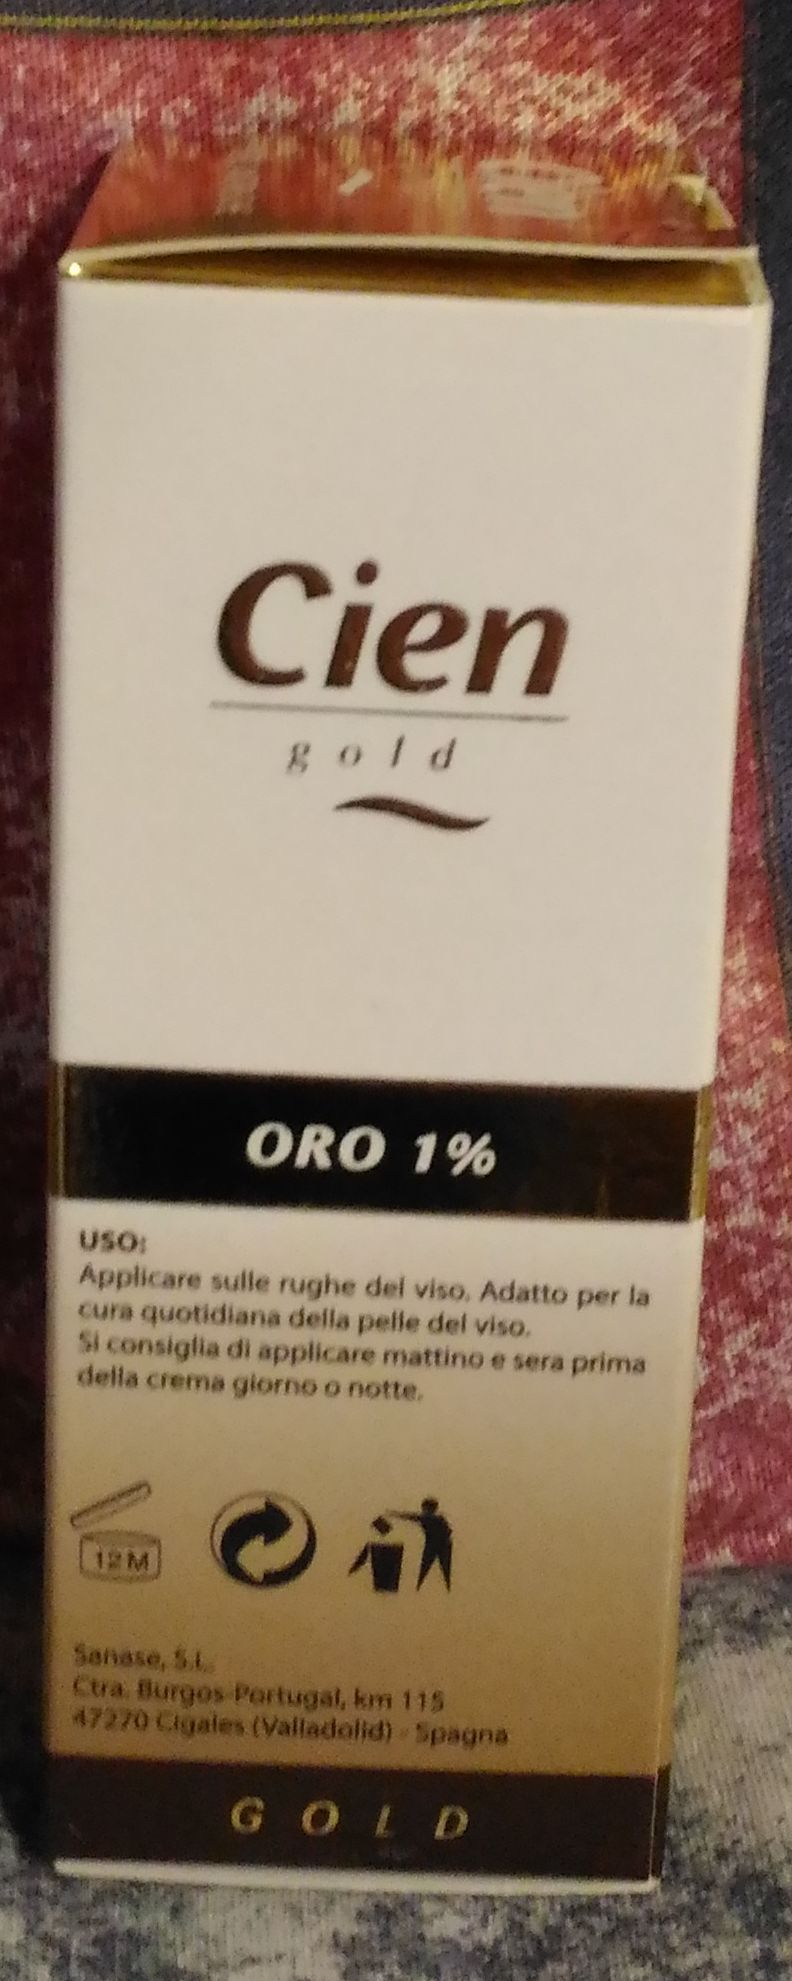 Cien
gold
ORO 1%
USO:
Applicare sulle rughe del viso. Adatto per la
cura quotidiana della pelle del viso.
Si consiglia di applicare mattino e sera prima
della crema giorno o notte.
12M
Sanase, S.L.
Ctra. Burgos-Portugal, km 115
47270 Cigales (Valladolid) - Spagna
GOLD